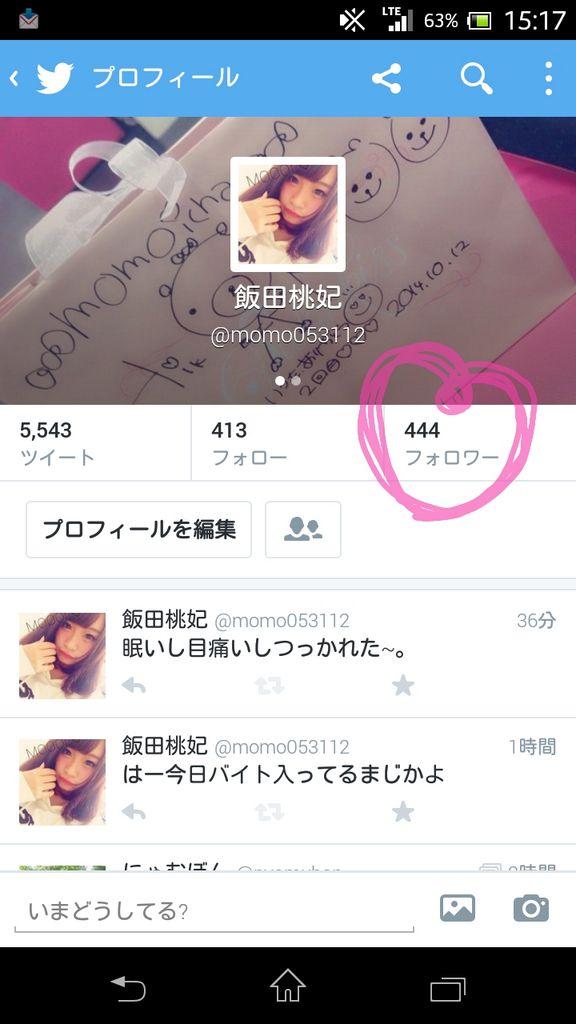 LTE 63% 15:17
プロフィール
oomomoicha
2014.10.12
飯田桃妃
@momo053112
5,543 413 444
ツイート フォロー フォロワー
プロフィールを編集
飯田桃妃 @momo053112 36分
眠いし目痛いしつっかれた~。
飯田桃妃 @momo053112 1時間
はー今日バイト入ってるまじかよ
いまどうしてる?